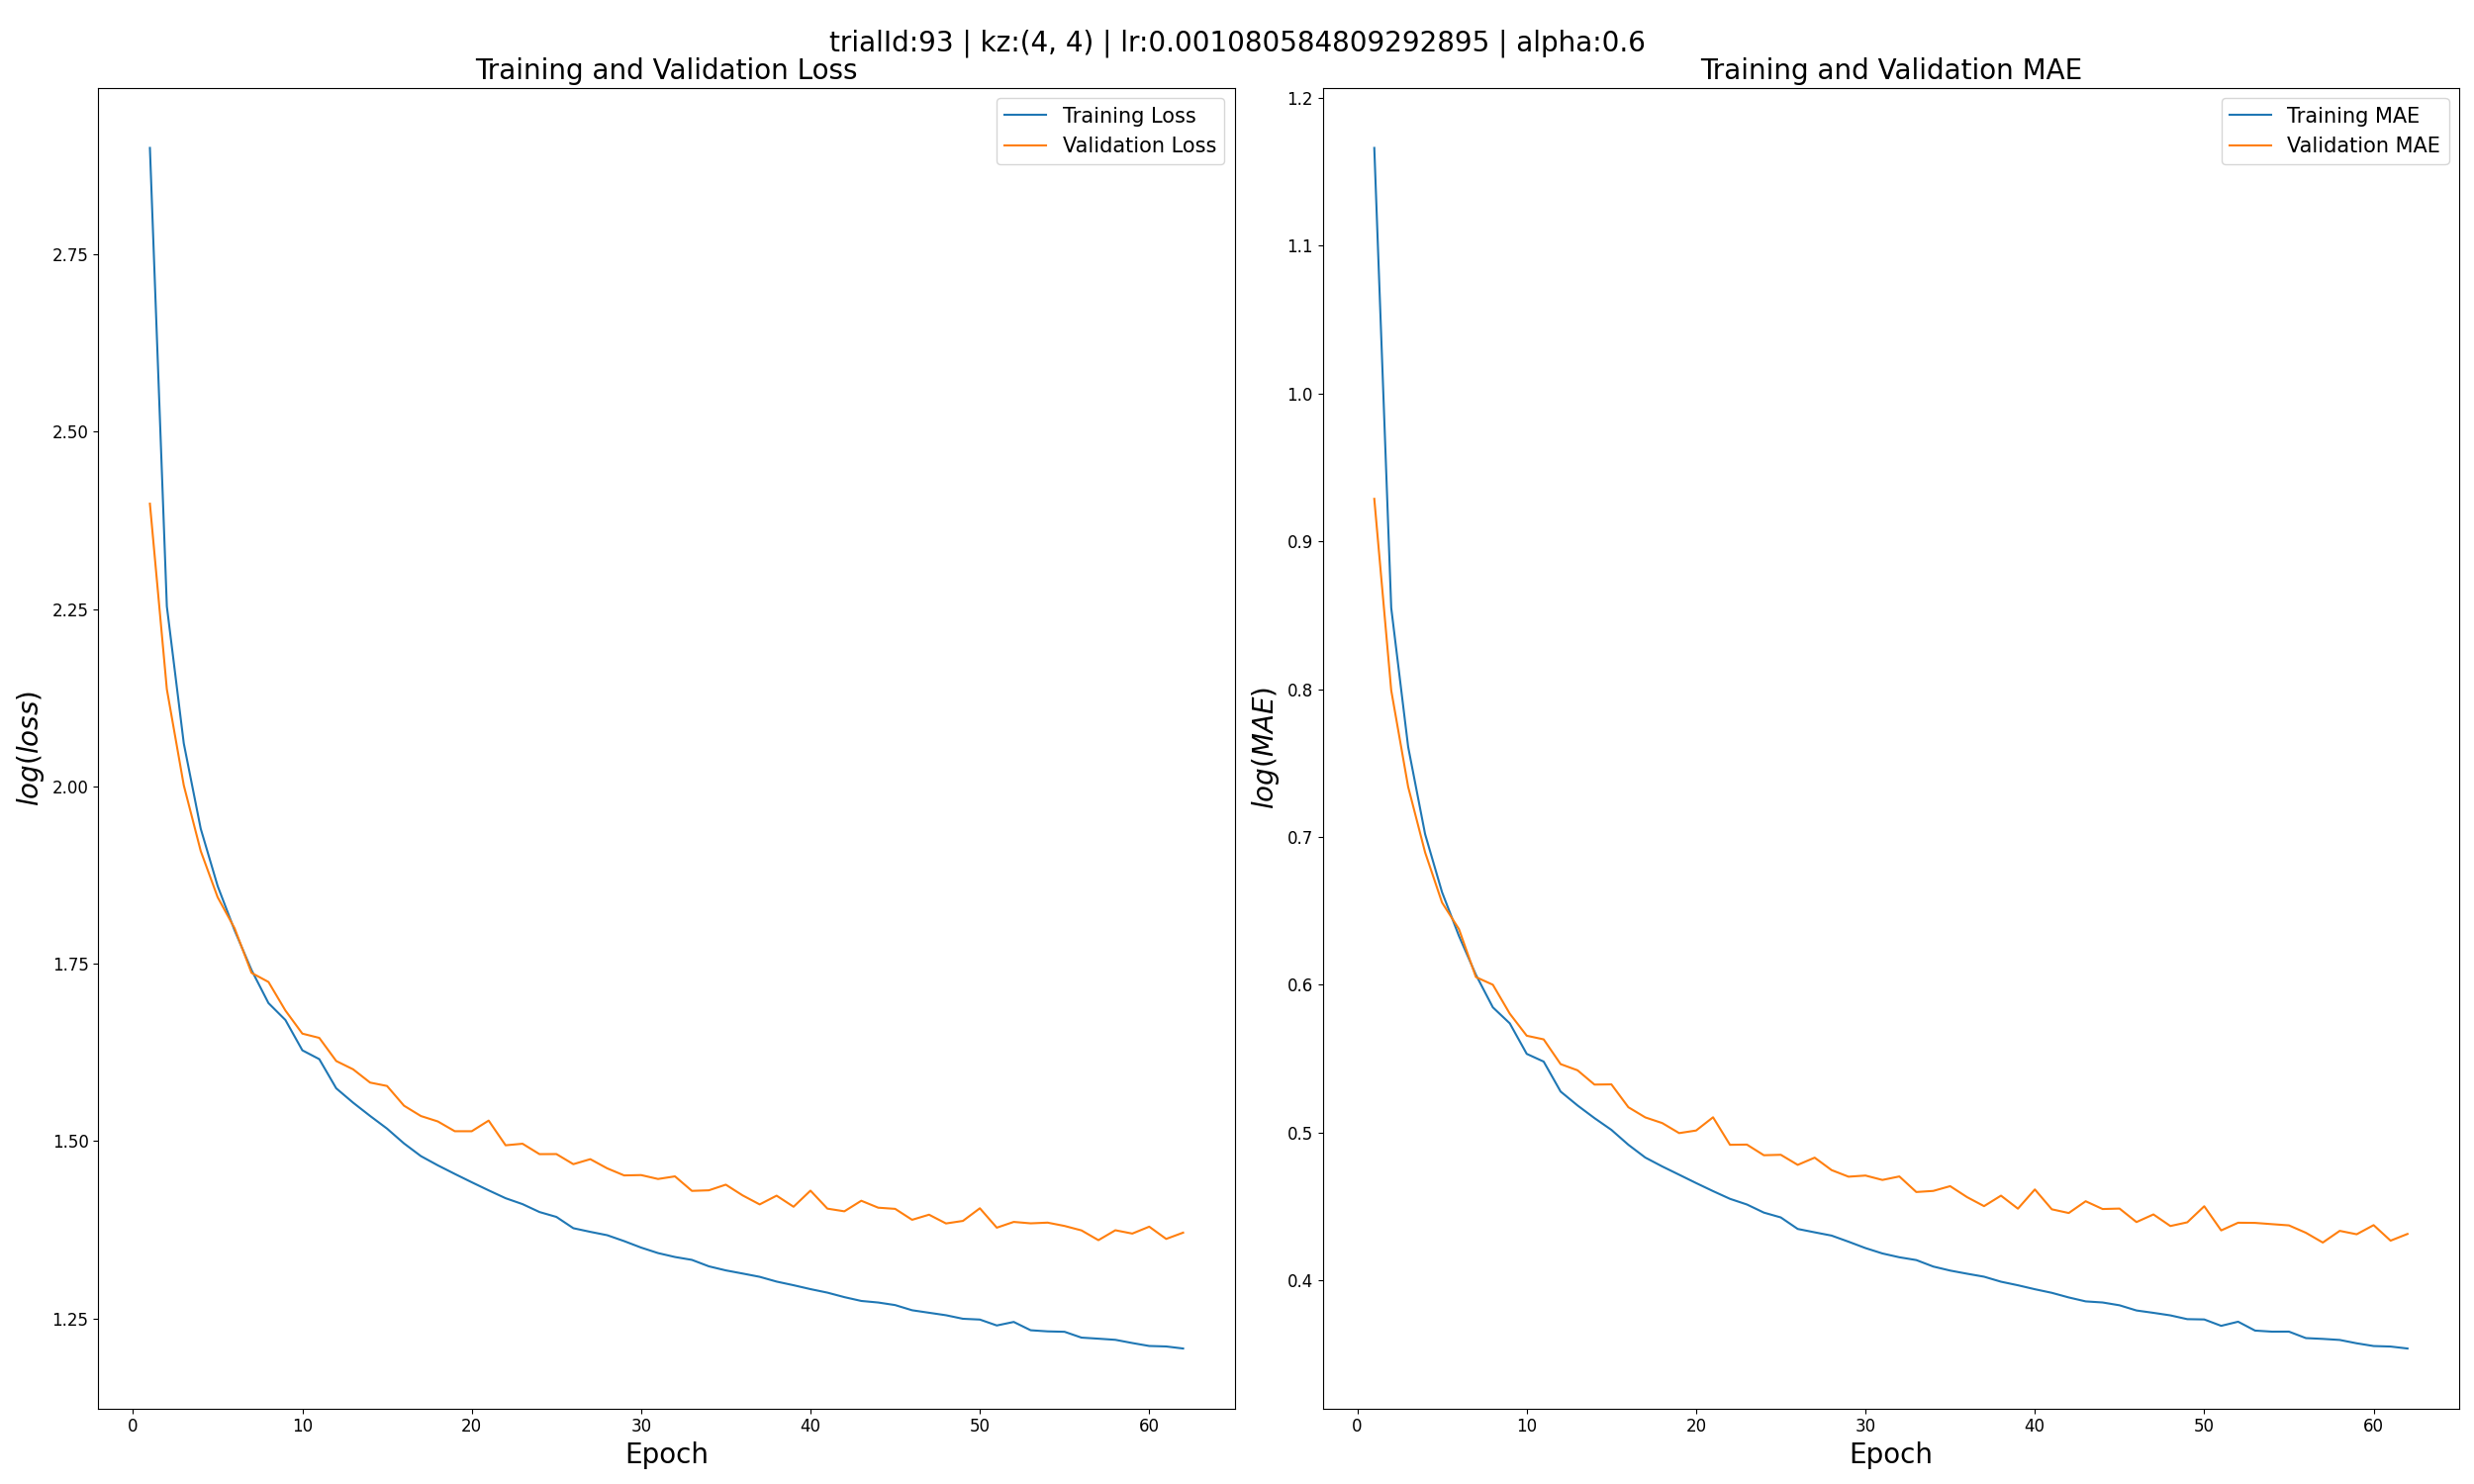 trialId:93 | kz:(4, 4) | lr:0.001080584809292895 | alpha:0.6
Training and Validation Loss
Training Loss
Validation Loss
2.75
2.50
2.25
2.00
1.75
1.50
1.25
log(loss)
0
10
20
30
40
50
60
Epoch
Training and Validation MAE
Training MAE
Validation MAE
1.2
1.1
1.0
0.9
0.8
0.7
0.6
0.5
0.4
log(MAE)
0
10
20
30
40
50
60
Epoch